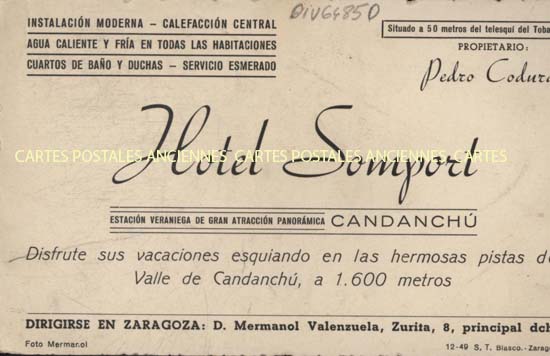 DIV6485D
INSTALACIÓN MODERNA – CALEFACCIÓN CENTRAL
AGUA CALIENTE Y FRÍA EN TODAS LAS HABITACIONES
CUARTOS DE BAÑO Y DUCHAS – SERVICIO ESMERADO
Situado a 50 metros del telesquí del
PROPIETARIO:
Pedro
Hotel Somport
CARTES POSTALES ANCIENNES CARTES POSTALES ANCIENNES CARTES
ESTACIÓN VERANIEGA DE GRAN ATRACCIÓN PANORÁMICA CANDANCHÚ
Disfrute sus vacaciones esquiando en las hermosas pistas
Valle de Candanchú, a 1.600 metros
DIRIGIRSE EN ZARAGOZA: D. Mermanol Valenzuela, Zurita, 8, principal dch
Foto Mermanol
12-49 S. T. Blasco.-Zarag